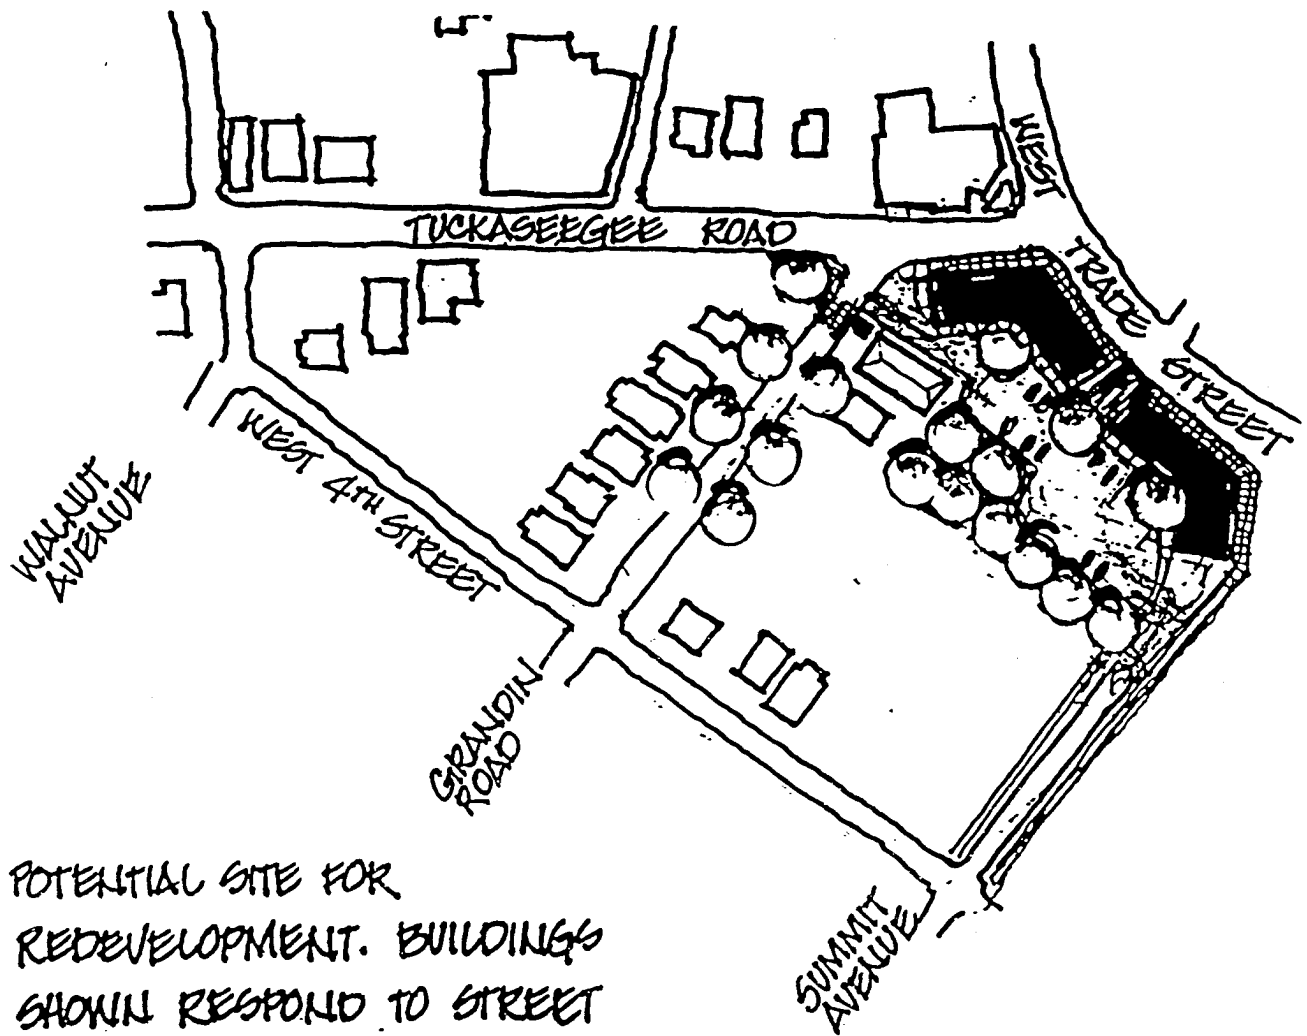 WEST
TRADE
STREET
TUCKASEEGEE ROAD
WEST 4TH STREET
WALNUT
AVENUE
GRANDIN
ROAD
SUMMIT
AVENUE
POTENTIAL SITE FOR
REDEVELOPMENT. BUILDINGS
SHOWN RESPOND TO STREET